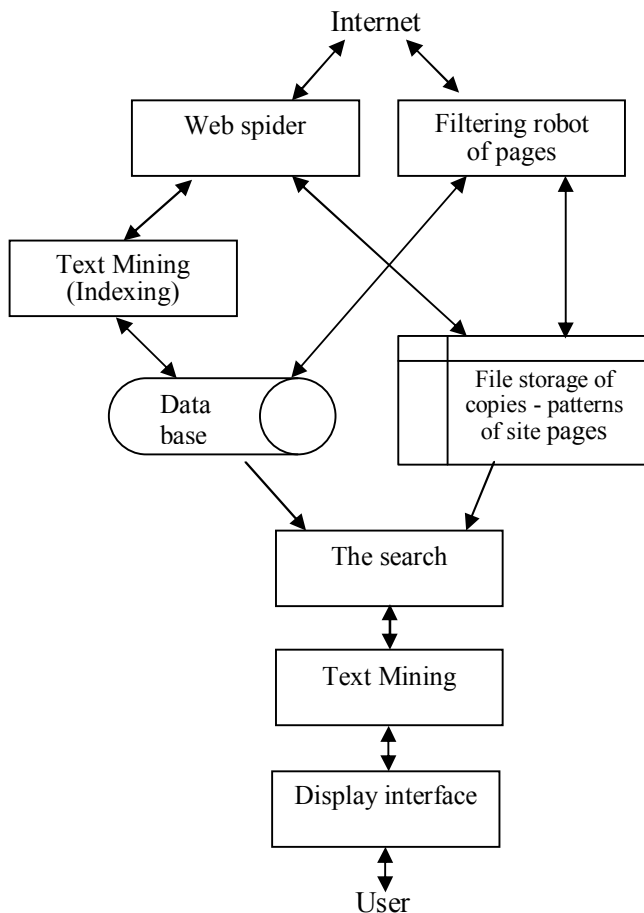 Internet
Web spider
Filtering robot
of pages
Text Mining
(Indexing)
Data
base
File storage of
copies - patterns
of site pages
The search
Text Mining
Display interface
User